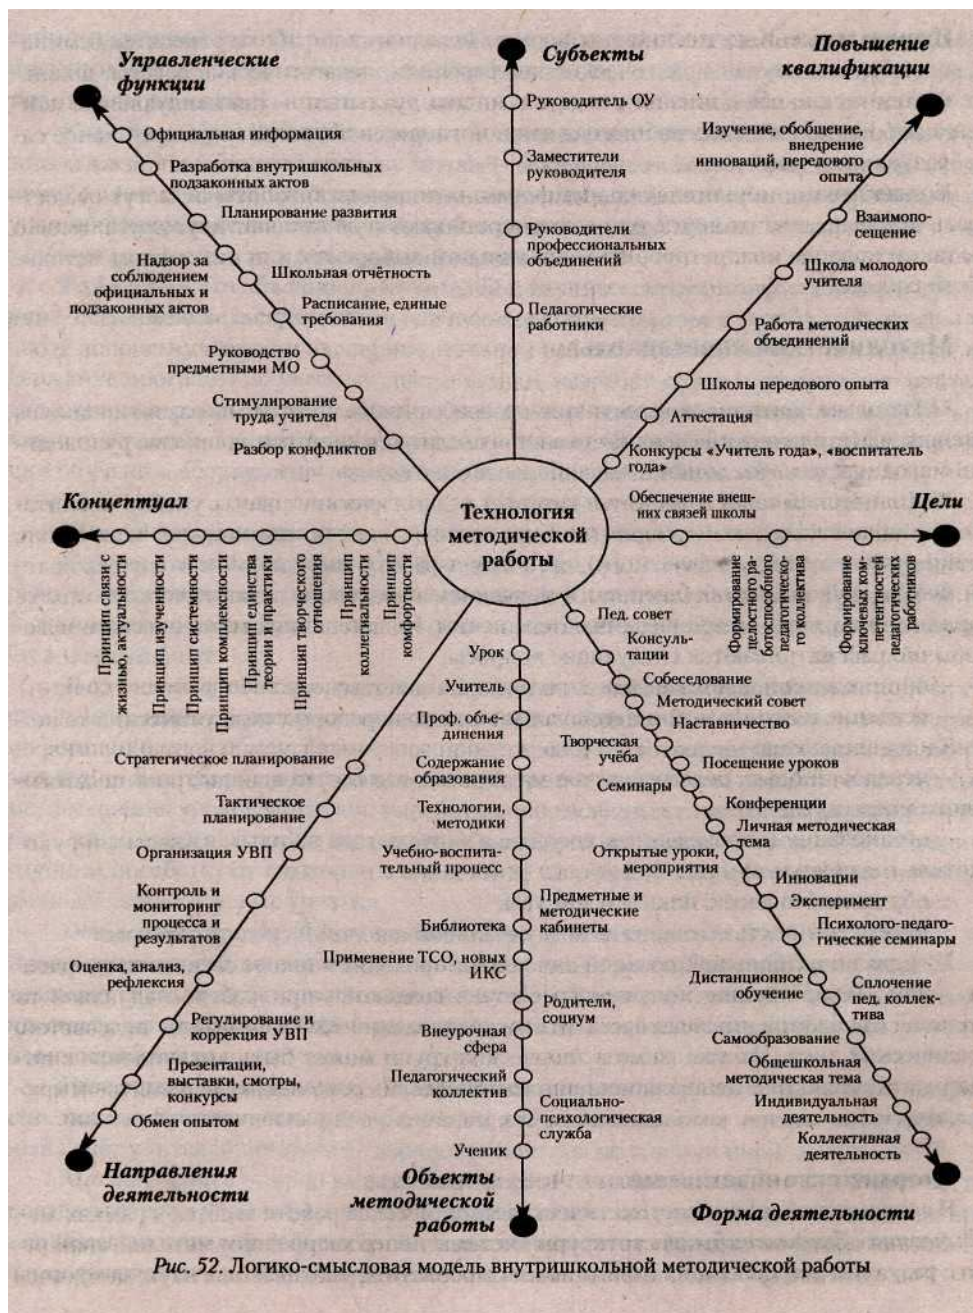 Управленческие
функции
Официальная информация
Разработка внутришкольных
подзаконных актов
Планирование развития
Надзор за
соблюдением
официальных и
подзаконных актов
Школьная отчётность
Расписание, единые
требования
Руководство
предметными МО
Стимулирование
труда учителя
Разбор конфликтов
Субъекты
Руководитель ОУ
Заместители
руководителя
Руководители
профессиональных
объединений
Педагогические
работники
Повышение
квалификации
Изучение, обобщение,
внедрение
инноваций, передового
опыта
Взаимопо-
сещение
Школа молодого
учителя
Работа методических
объединений
Школы передового опыта
Аттестация
Конкурсы «Учитель года», «воспитатель
года»
Концептуал
Принцип связи с
жизнью, актуальности
Принцип изученности
Принцип системности
Принцип комплексности
Принцип единства
теории и практики
Принцип творческого
отношения
Принцип
коллегиальности
Принцип
комфортности
Технология
методической
работы
Цели
Обеспечение внеш-
них связей школы
Формирование
целостного ра-
ботоспособного
педагогическо-
го коллектива
Формирование
ключевых ком-
петентностей
педагогических
работников
Стратегическое планирование
Тактическое
планирование
Организация УВП
Контроль и
мониторинг
процесса и
результатов
Оценка, анализ,
рефлексия
Регулирование и
коррекция УВП
Презентации,
выставки, смотры,
конкурсы
Обмен опытом
Направления
деятельности
Урок
Учитель
Проф. объе-
динения
Содержание
образования
Технологии,
методики
Учебно-воспита-
тельный процесс
Предметные и
методические
кабинеты
Библиотека
Применение ТСО, новых
ИКС
Родители,
социум
Внеурочная
сфера
Педагогический
коллектив
Социально-
психологическая
служба
Ученик
Объекты
методической
работы
Пед. совет
Консуль-
тации
Собеседование
Методический совет
Наставничество
Творческая
учёба
Посещение уроков
Семинары
Конференции
Личная методическая
тема
Открытые уроки,
мероприятия
Инновации
Эксперимент
Психолого-педаго-
гические семинары
Дистанционное
обучение
Сплочение
пед. коллек-
тива
Самообразование
Общешкольная
методическая тема
Индивидуальная
деятельность
Коллективная
деятельность
Форма деятельности
Рис. 52. Логико-смысловая модель внутришкольной методической работы